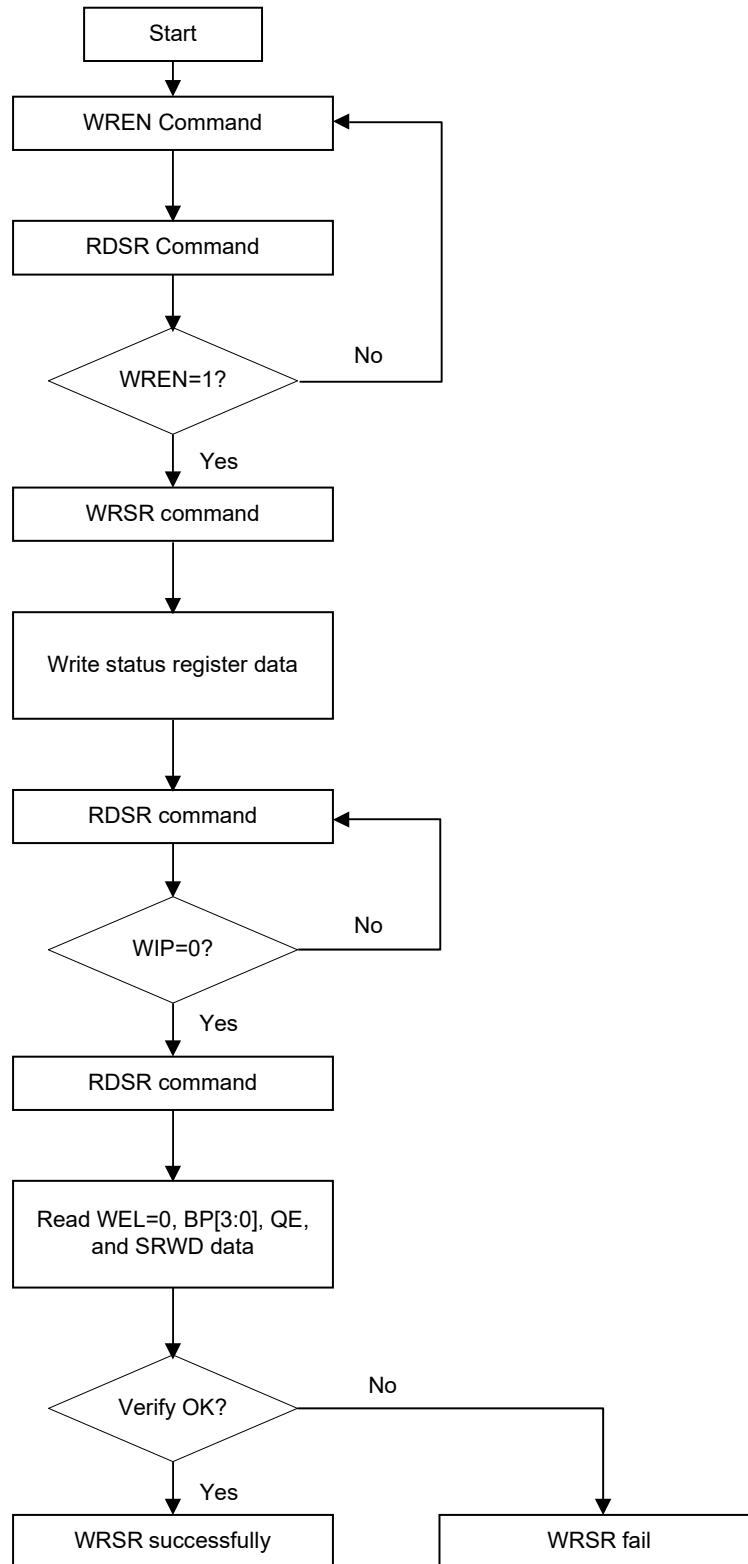 Start
WREN Command
RDSR Command
WREN=1?
No
Yes
WRSR command
Write status register data
RDSR command
WIP=0?
No
Yes
RDSR command
Read WEL=0, BP[3:0], QE,
and SRWD data
Verify OK?
No
Yes
WRSR successfully
WRSR fail